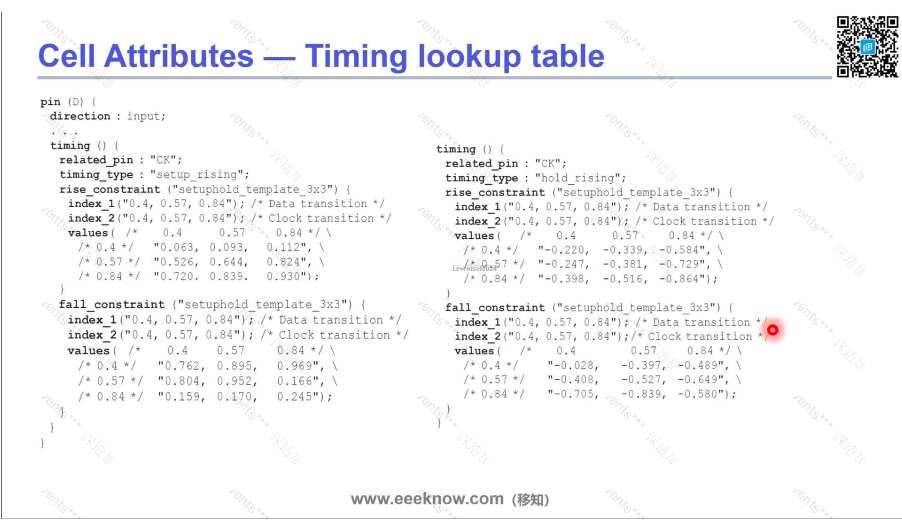 Cell Attributes — Timing lookup table
pin (D) {
direction : input;
. . .
timing () {
related_pin : "CK";
timing_type : "setup_rising";
rise_constraint ("setuphold_template_3x3") {
index_1("0.4, 0.57, 0.84"); /* Data transition */
index_2("0.4, 0.57, 0.84"); /* Clock transition */
values( /* 0.4 0.57 0.84 */ \
/* 0.4 */ "0.063, 0.093, 0.112", \
/* 0.57 */ "0.526, 0.644, 0.824", \
/* 0.84 */ "0.720, 0.839, 0.930");
}
fall_constraint ("setuphold_template_3x3") {
index_1("0.4, 0.57, 0.84"); /* Data transition */
index_2("0.4, 0.57, 0.84"); /* Clock transition */
values( /* 0.4 0.57 0.84 */ \
/* 0.4 */ "0.762, 0.895, 0.969", \
/* 0.57 */ "0.804, 0.952, 0.166", \
/* 0.84 */ "0.159, 0.170, 0.245");
}
}
}
timing () {
related_pin : "CK";
timing_type : "hold_rising";
rise_constraint ("setuphold_template_3x3") {
index_1("0.4, 0.57, 0.84"); /* Data transition */
index_2("0.4, 0.57, 0.84"); /* Clock transition */
values( /* 0.4 0.57 0.84 */ \
/* 0.4 */ "-0.220, -0.339, -0.584", \
/* 0.57 */ "-0.247, -0.381, -0.729", \
/* 0.84 */ "-0.398, -0.516, -0.864");
}
fall_constraint ("setuphold_template_3x3") {
index_1("0.4, 0.57, 0.84"); /* Data transition */
index_2("0.4, 0.57, 0.84");/* Clock transition */
values( /* 0.4 0.57 0.84 */ \
/* 0.4 */ "-0.028, -0.397, -0.489", \
/* 0.57 */ "-0.408, -0.527, -0.649", \
/* 0.84 */ "-0.705, -0.839, -0.580");
}
}
www.eeeknow.com (移知)